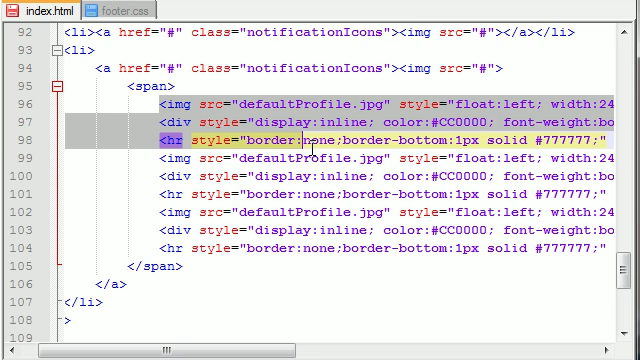 index.html footer.css
92 <li><a href="#" class="notificationIcons"><img src="#"></a></li>
93 <li>
94 <a href="#" class="notificationIcons"><img src="#">
95 <span>
96 <img src="defaultProfile.jpg" style="float:left; width:24
97 <div style="display:inline; color:#CC0000; font-weight:bo
98 <hr style="border:none;border-bottom:1px solid #777777;"
99 <img src="defaultProfile.jpg" style="float:left; width:24
100 <div style="display:inline; color:#CC0000; font-weight:bo
101 <hr style="border:none;border-bottom:1px solid #777777;"
102 <img src="defaultProfile.jpg" style="float:left; width:24
103 <div style="display:inline; color:#CC0000; font-weight:bo
104 <hr style="border:none;border-bottom:1px solid #777777;"
105 </span>
106 </a>
107 </li>
108 >
109